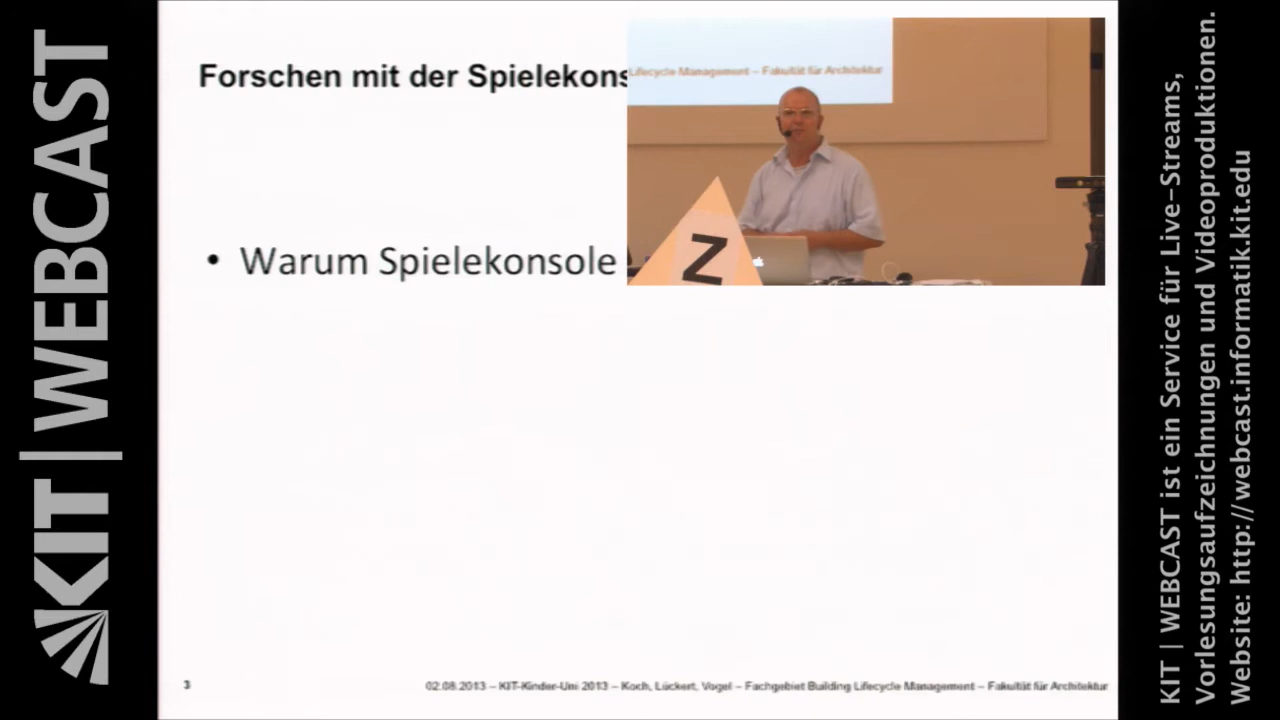 KIT | WEBCAST
Forschen mit der Spielekons
Lifecycle Management – Fakultät für Architektur
Z
• Warum Spielekonsole
3
02.08.2013 – KIT-Kinder-Uni 2013 – Koch, Lückert, Vogel – Fachgebiet Building Lifecycle Management – Fakultät für Architektur
KIT | WEBCAST ist ein Service für Live-Streams,
Vorlesungsaufzeichnungen und Videoproduktionen.
Website: http://webcast.informatik.kit.edu